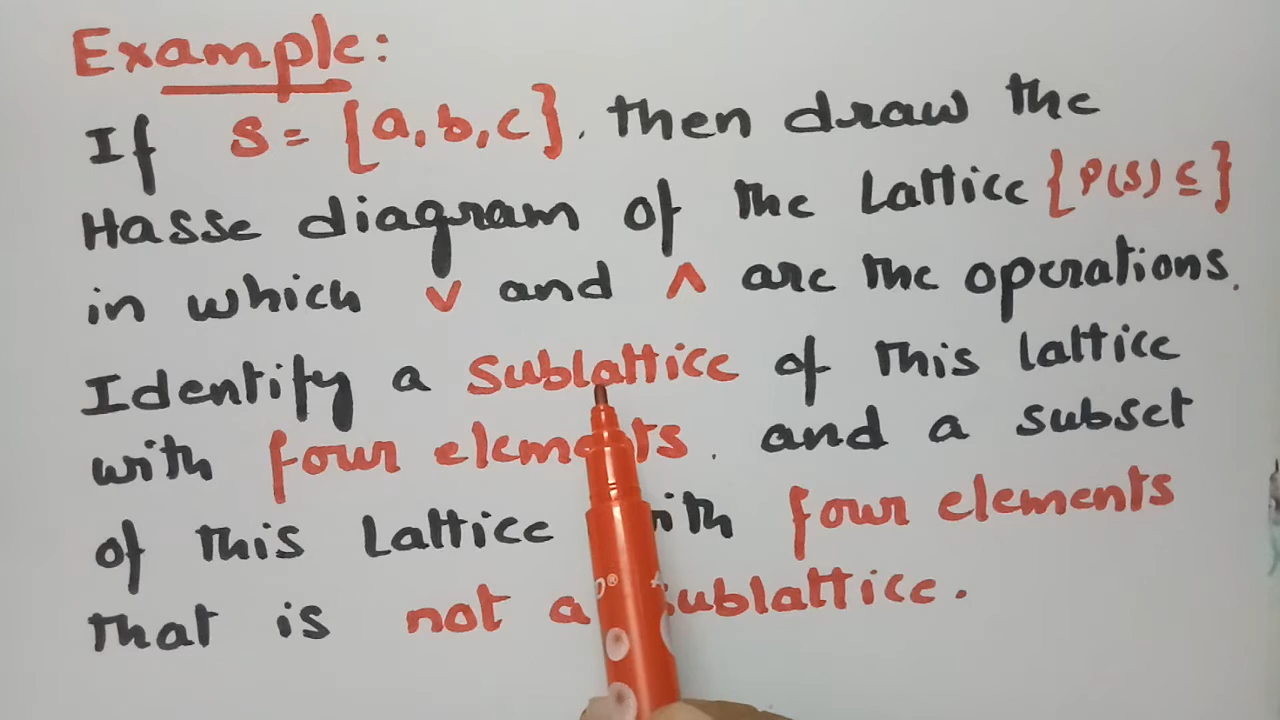 Example:
If S = {a, b, c}, then draw the
Hasse diagram of the Lattice {P(S) ⊆}
in which ∨ and ∧ are the operations.
Identify a Sublattice of this lattice
with four elements, and a subset
of this Lattice with four elements
that is not a sublattice.